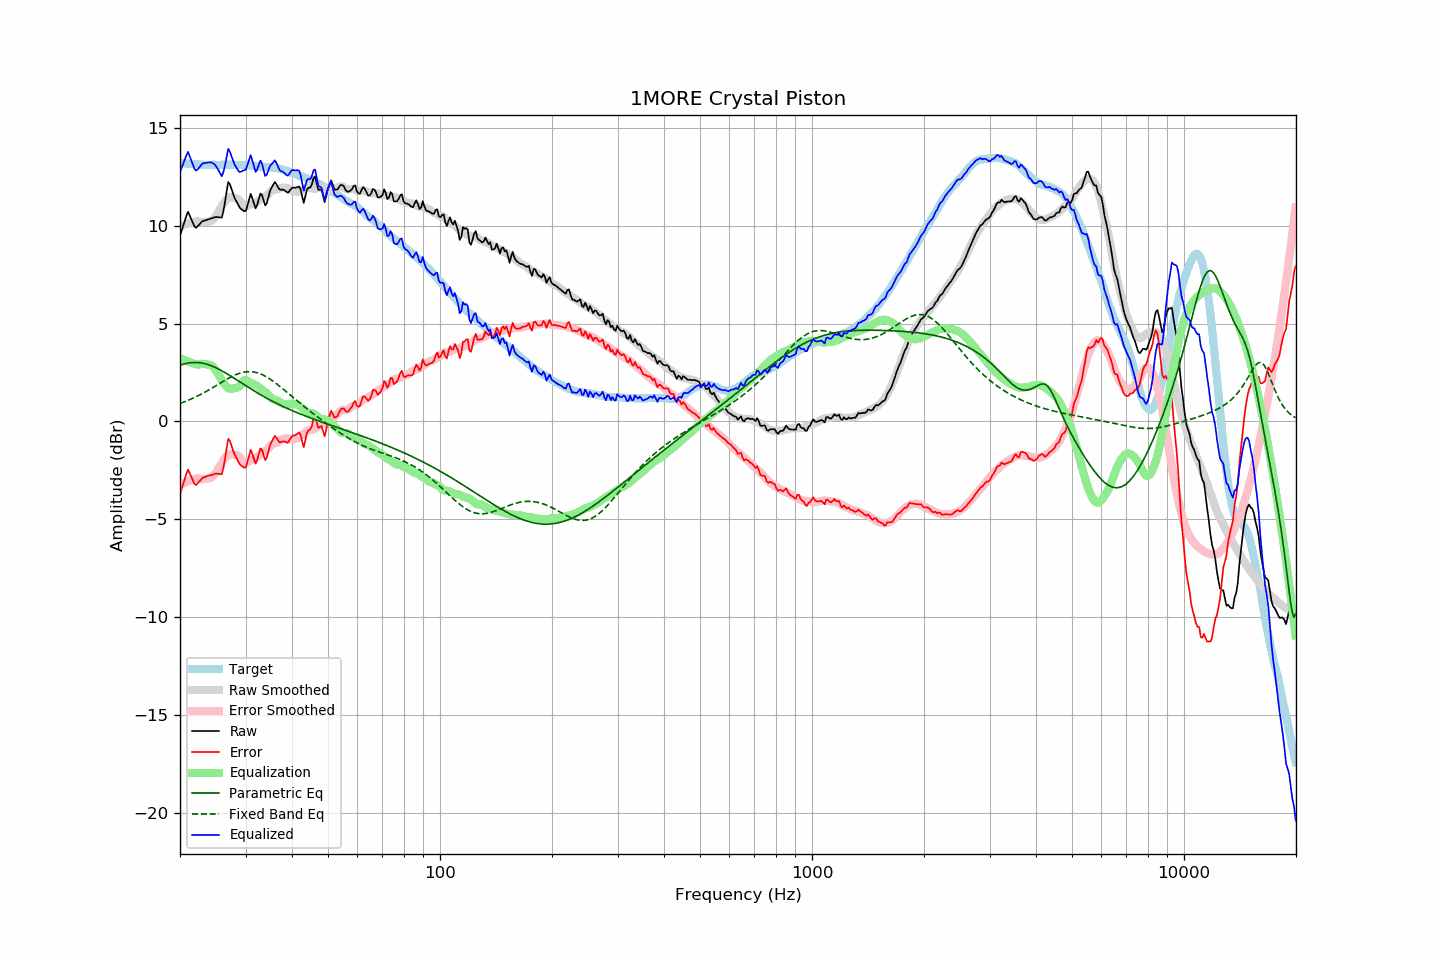 1MORE Crystal Piston
15
10
5
0
−5
−10
−15
−20
Amplitude (dBr)
Target
Raw Smoothed
Error Smoothed
Raw
Error
Equalization
Parametric Eq
Fixed Band Eq
Equalized
100
1000
10000
Frequency (Hz)